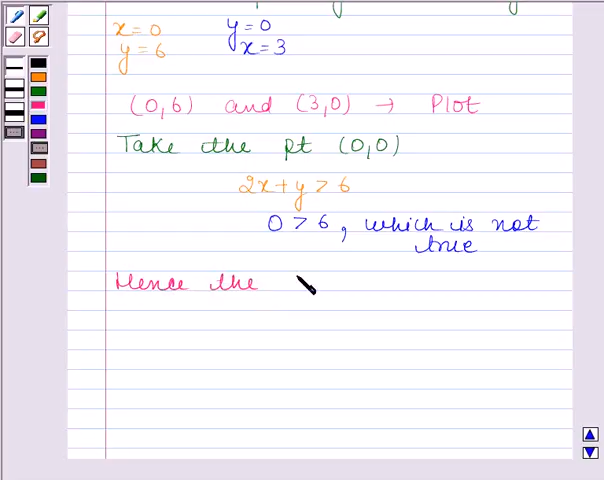 x=0 y=0
y=6 x=3
(0,6) and (3,0) → Plot
Take the pt (0,0)
2x+y > 6
0 > 6, which is not
true
Hence the